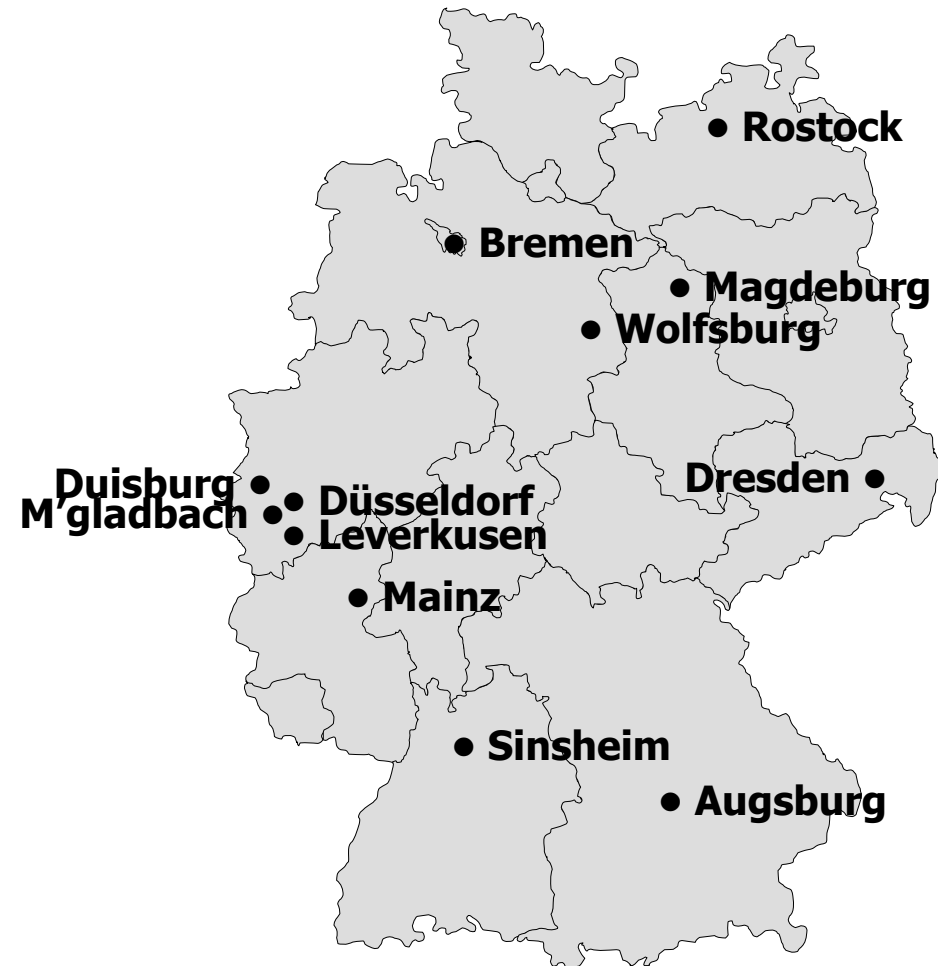 Rostock
Bremen
Magdeburg
Wolfsburg
Dresden
Duisburg
Düsseldorf
M'gladbach
Leverkusen
Mainz
Sinsheim
Augsburg